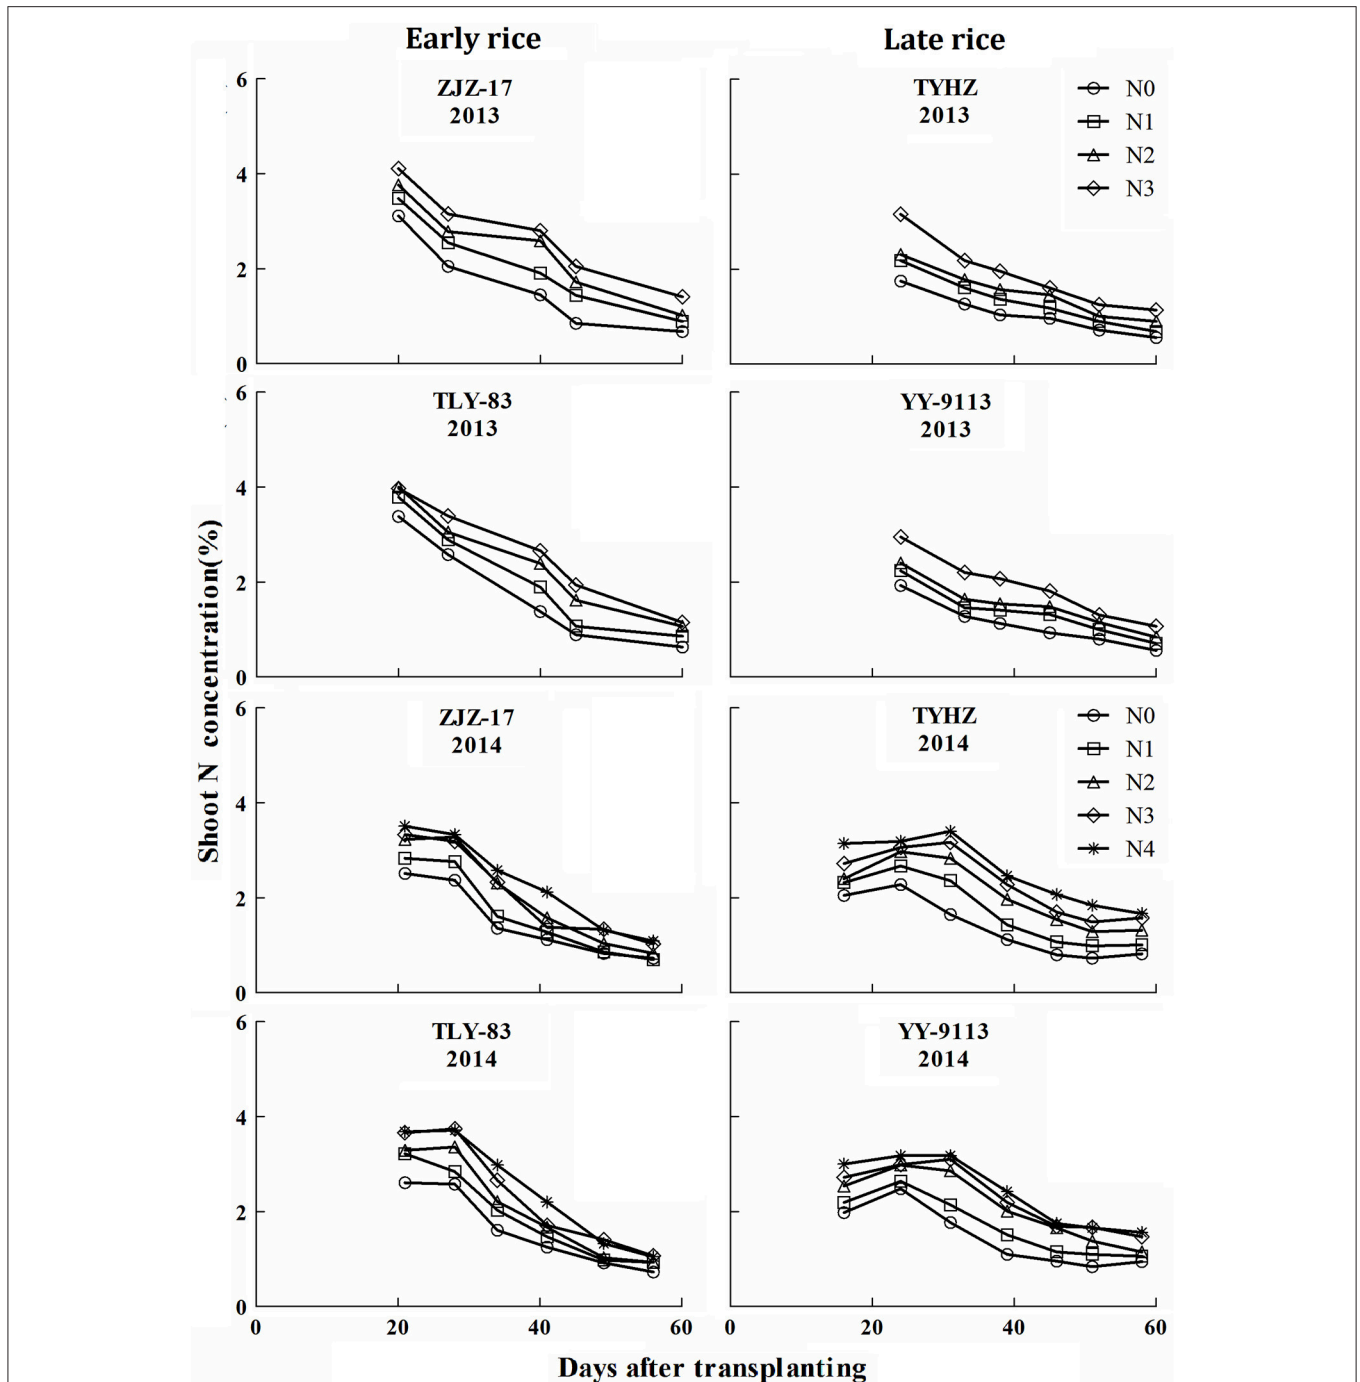 Early rice
Late rice
ZJZ-17
2013
TYHZ
2013
N0
N1
N2
N3
6
4
2
0
TLY-83
2013
YY-9113
2013
6
4
2
0
Shoot N concentration(%)
ZJZ-17
2014
TYHZ
2014
N0
N1
N2
N3
N4
6
4
2
0
TLY-83
2014
YY-9113
2014
6
4
2
0
0 20 40 60
0 20 40 60
Days after transplanting